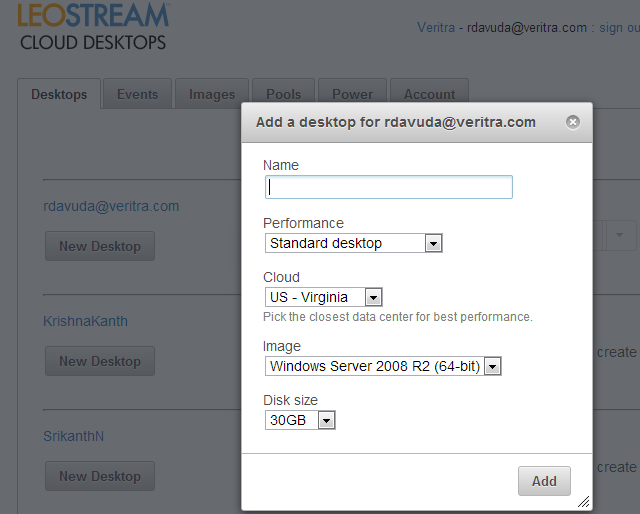 LEOSTREAM™
CLOUD DESKTOPS
Veritra - rdavuda@veritra.com : sign ou
Desktops Events Images Pools Power Account
Add a desktop for rdavuda@veritra.com
Name
rdavuda@veritra.com
New Desktop
Performance
Standard desktop
Cloud
US - Virginia
Pick the closest data center for best performance.
KrishnaKanth
New Desktop
create
Image
Windows Server 2008 R2 (64-bit)
Disk size
30GB
SrikanthN
New Desktop
create
Add